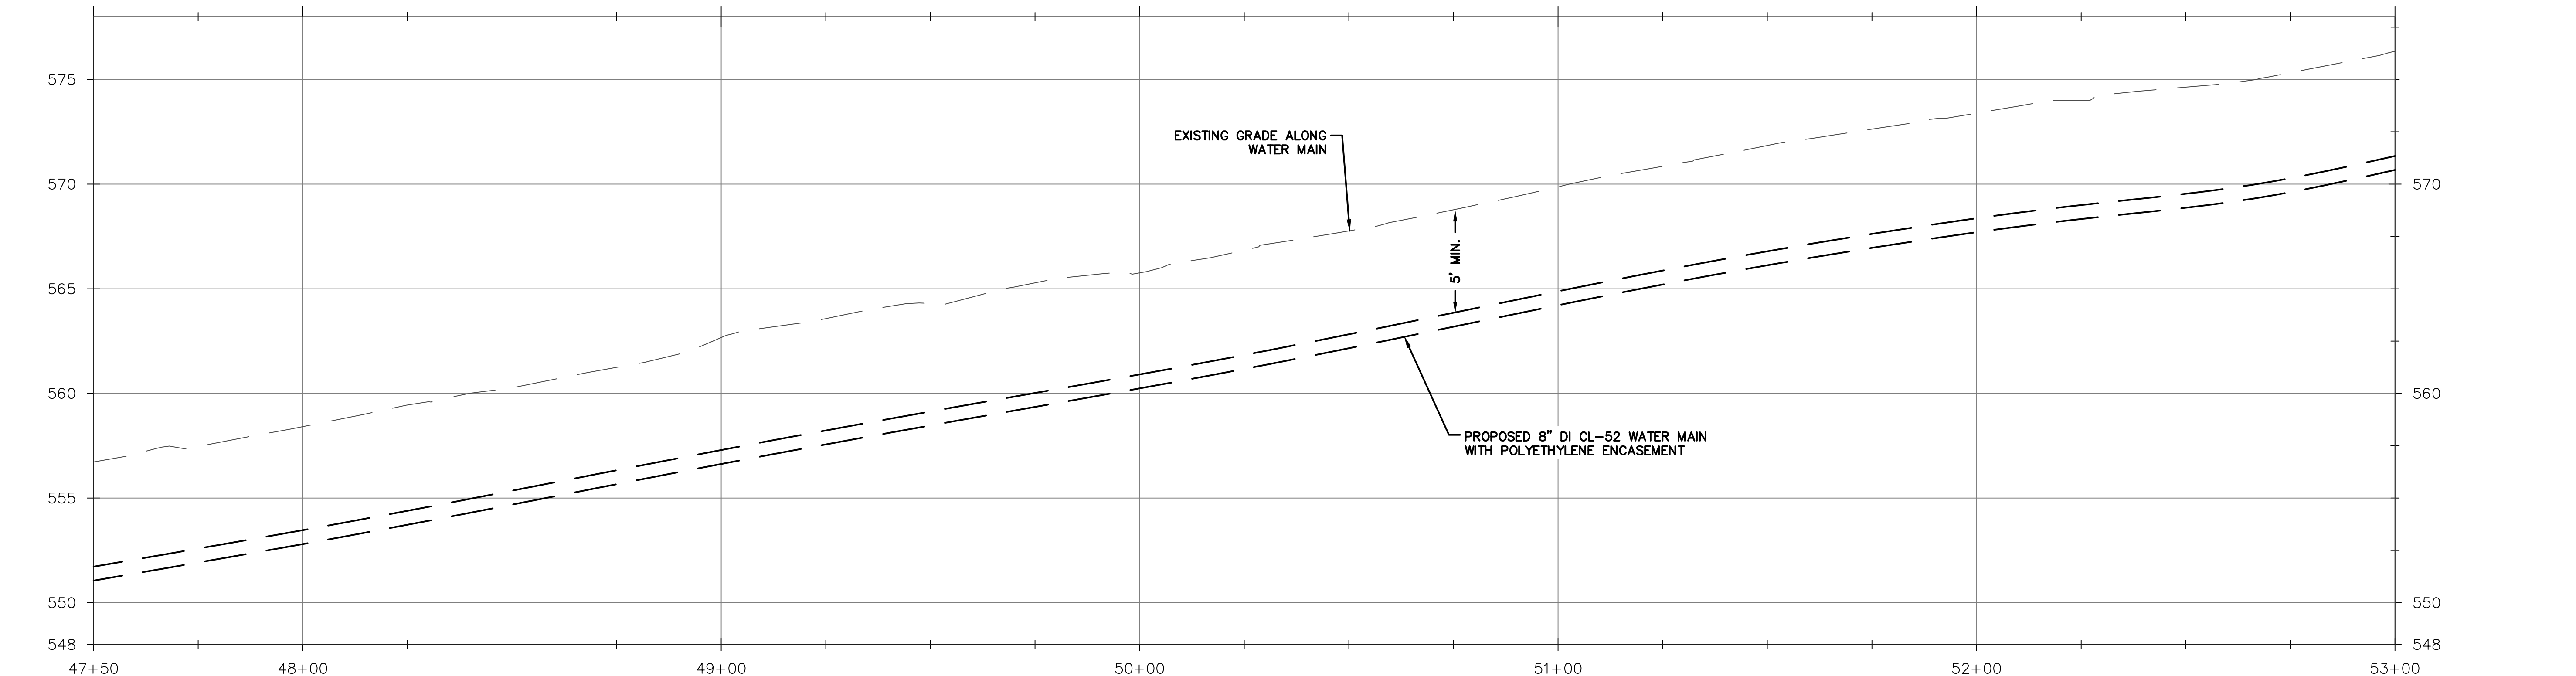 575
EXISTING GRADE ALONG
WATER MAIN
570
570
5' MIN.
565
560
560
PROPOSED 8" DI CL-52 WATER MAIN
WITH POLYETHYLENE ENCASEMENT
555
550
550
548
548
47+50 48+00 49+00 50+00 51+00 52+00 53+00